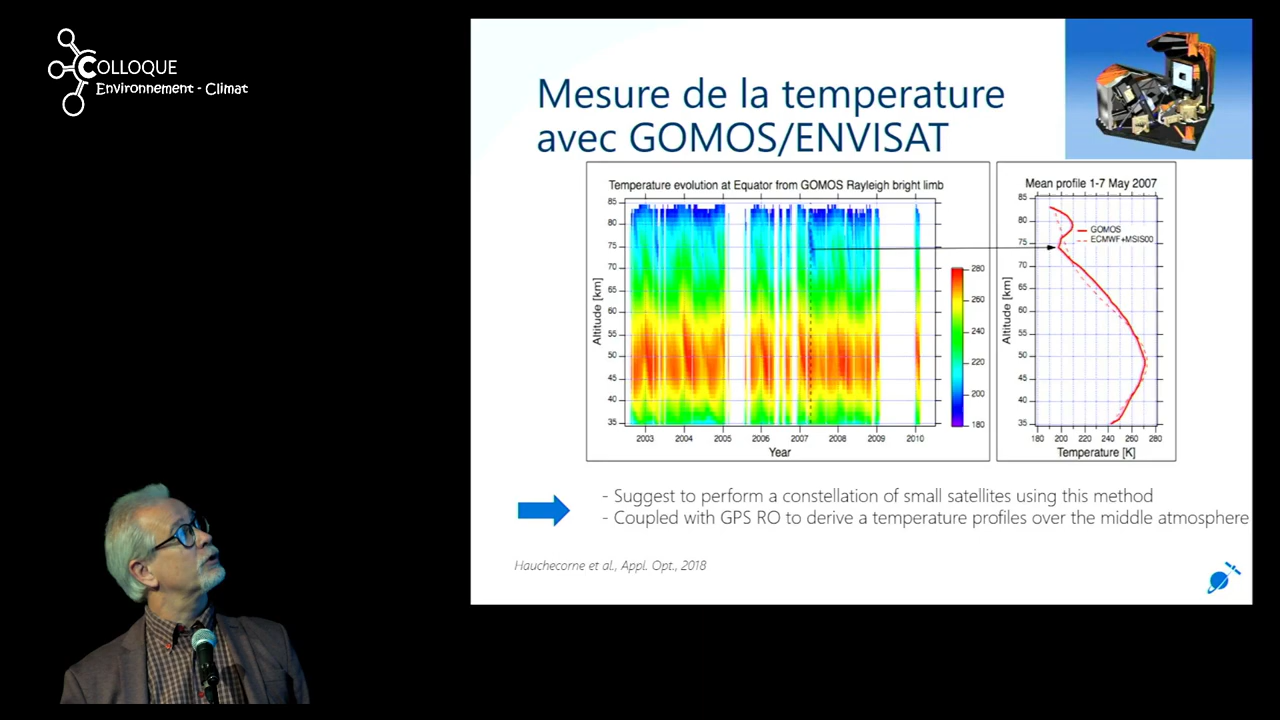 COLLOQUE
Environnement - Climat
Mesure de la temperature
avec GOMOS/ENVISAT
Temperature evolution at Equator from GOMOS Rayleigh bright limb
85
80
75
70
65
60
55
50
45
40
35
Altitude [km]
2003 2004 2005 2006 2007 2008 2009 2010
Year
280
260
240
220
200
180
Mean profile 1-7 May 2007
85
80
75
70
65
60
55
50
45
40
35
Altitude [km]
GOMOS
ECMWF+MSIS00
180 200 220 240 260 280
Temperature [K]
- Suggest to perform a constellation of small satellites using this method
- Coupled with GPS RO to derive a temperature profiles over the middle atmosphere
Hauchecorne et al., Appl. Opt., 2018